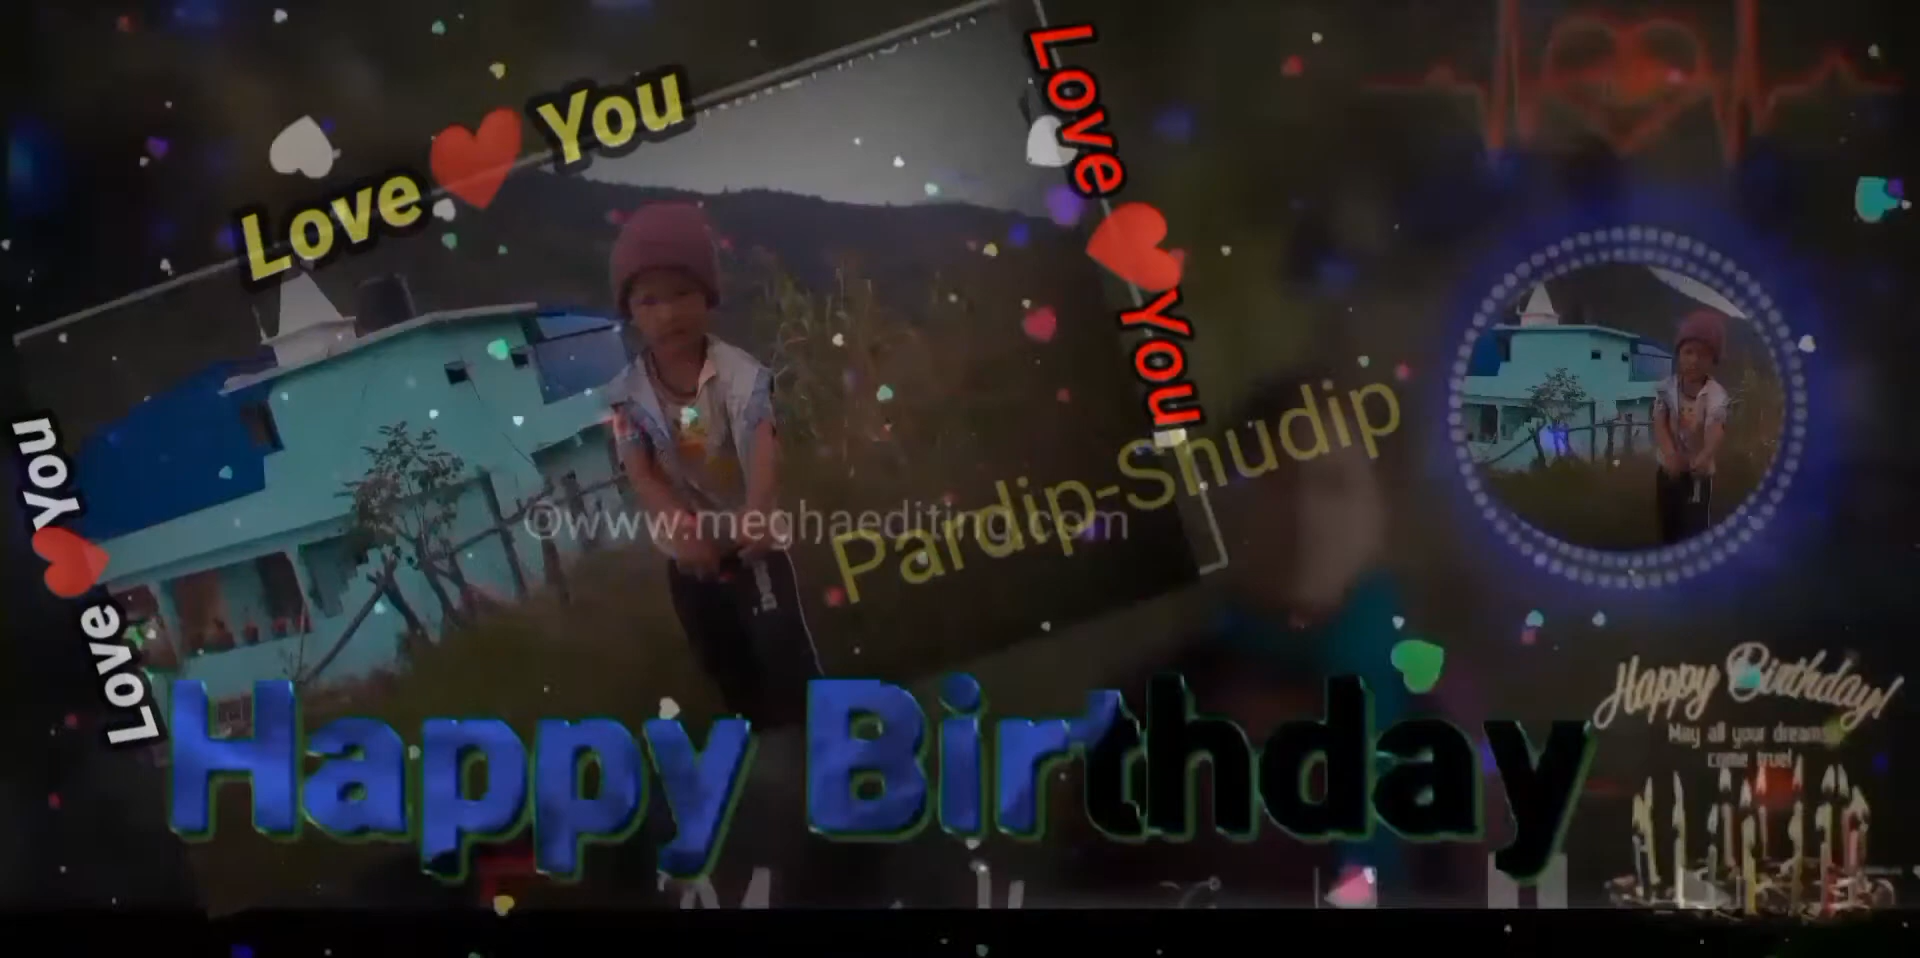 Love ❤ You
Love ❤ You
Love ❤ You
©www.meghaediting.com
Pardip-Shudip
Happy Birthday
Happy Birthday!
May all your dreams
come true!